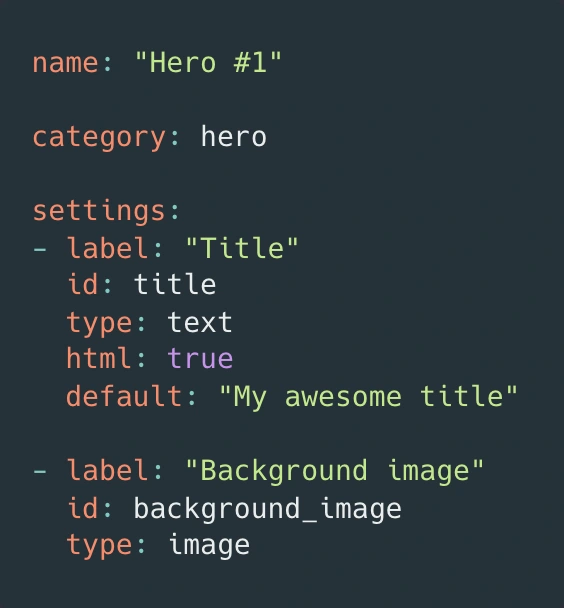 name: "Hero #1"
category: hero
settings:
- label: "Title"
  id: title
  type: text
  html: true
  default: "My awesome title"
- label: "Background image"
  id: background_image
  type: image